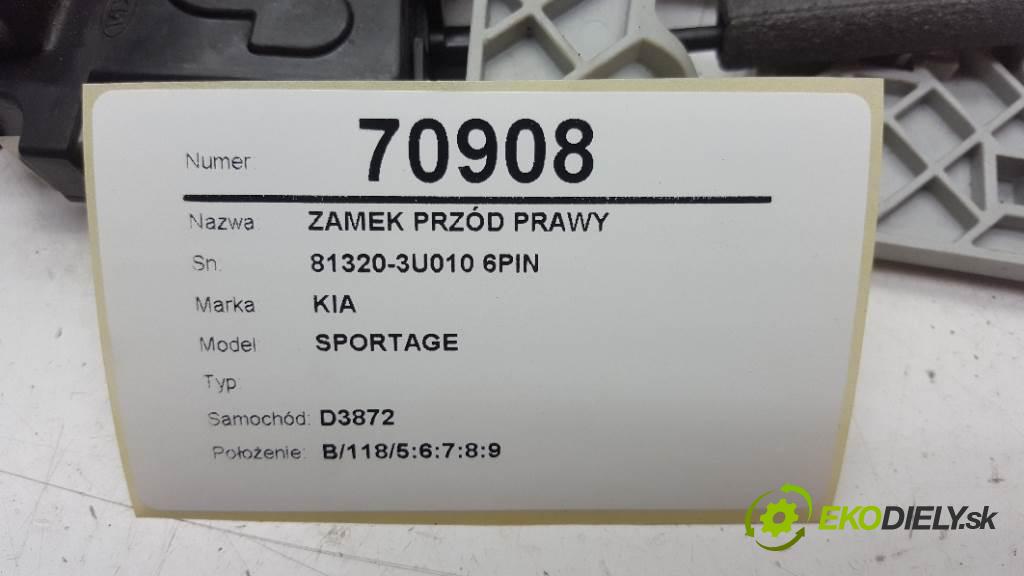 Numer: 70908
Nazwa: ZAMEK PRZÓD PRAWY
Sn. 81320-3U010 6PIN
Marka KIA
Model SPORTAGE
Typ:
Samochód: D3872
Położenie: B/118/5:6:7:8:9
EKODIELY.sk